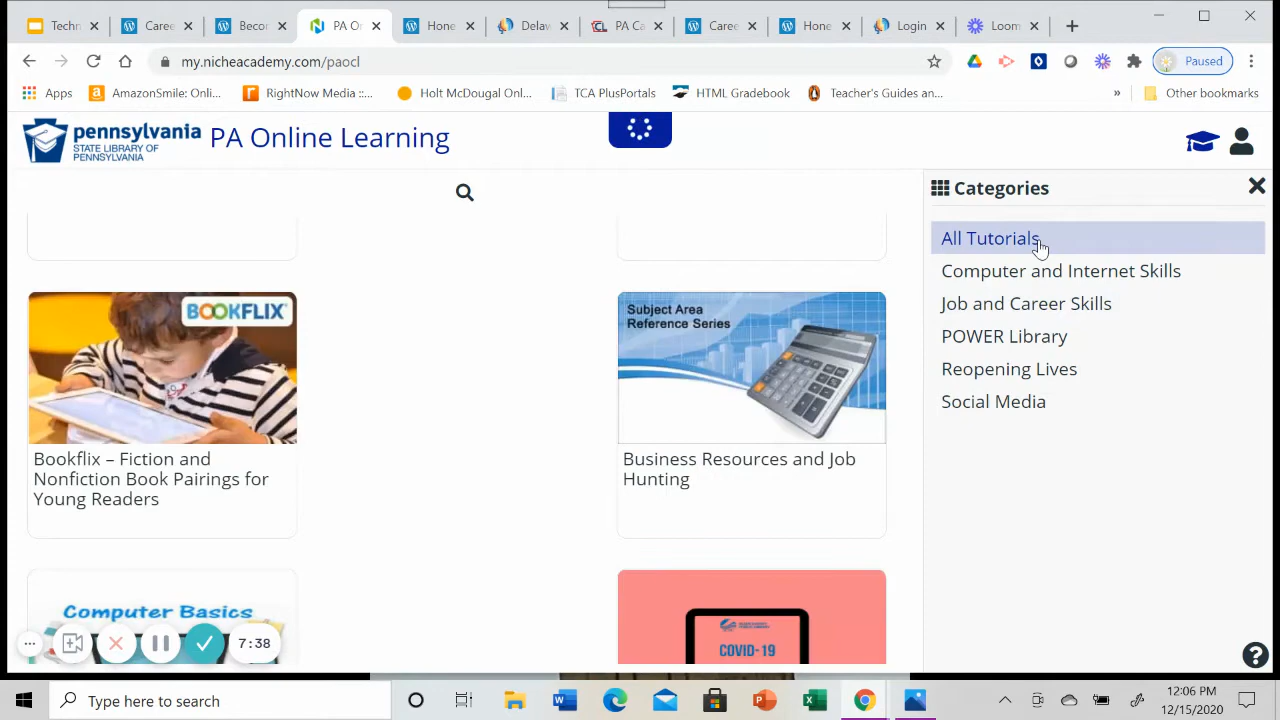 Techn
Caree
Becor
PA O
Hone
Delaw
PA Ca
Caree
Hone
Login
Loom
my.nicheacademy.com/paocl
Paused
Apps
AmazonSmile: Onli...
RightNow Media ::...
Holt McDougal Onl...
TCA PlusPortals
HTML Gradebook
Teacher's Guides an...
»
Other bookmarks
pennsylvania
STATE LIBRARY OF
PENNSYLVANIA
PA Online Learning
Categories
All Tutorials
Computer and Internet Skills
Job and Career Skills
POWER Library
Reopening Lives
Social Media
BOOKFLIX
Bookflix – Fiction and
Nonfiction Book Pairings for
Young Readers
Subject Area
Reference Series
Business Resources and Job
Hunting
Computer Basics
COVID-19
7:38
Type here to search
12:06 PM
12/15/2020